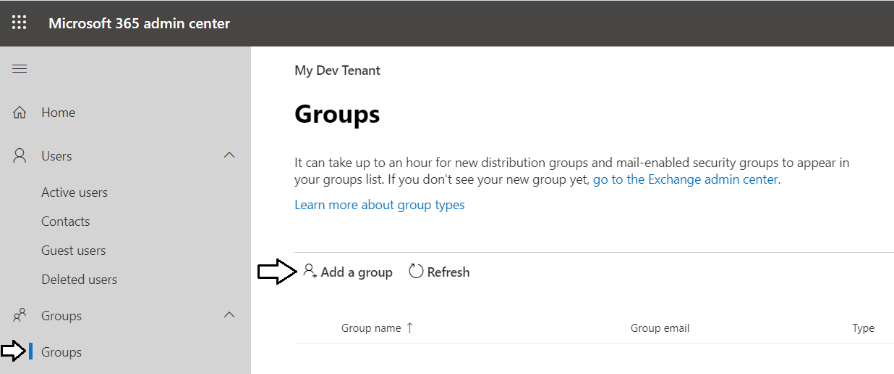 Microsoft 365 admin center
Home
Users
Active users
Contacts
Guest users
Deleted users
Groups
Groups
My Dev Tenant
Groups
It can take up to an hour for new distribution groups and mail-enabled security groups to appear in
your groups list. If you don't see your new group yet, go to the Exchange admin center.
Learn more about group types
Add a group Refresh
Group name ↑ Group email Type